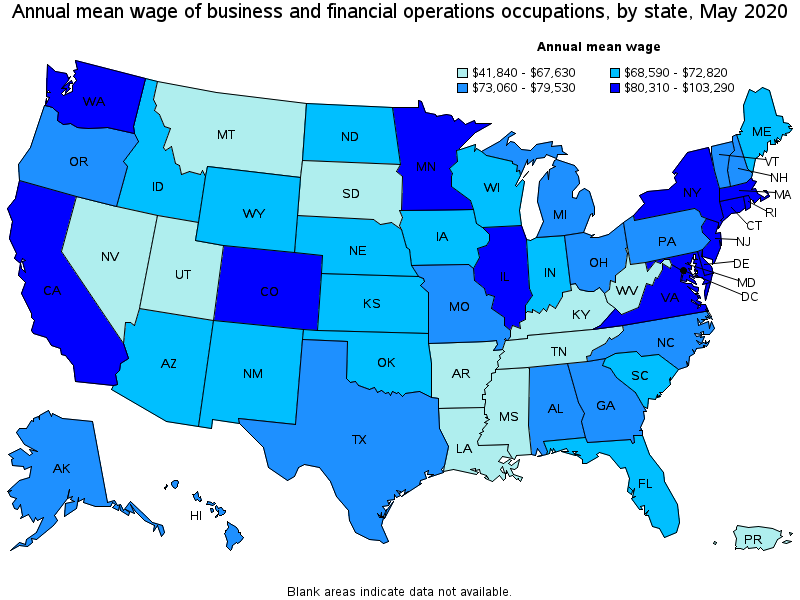 Annual mean wage of business and financial operations occupations, by state, May 2020
Annual mean wage
$41,840 - $67,630
$68,590 - $72,820
$73,060 - $79,530
$80,310 - $103,290
WA
MT
ND
MN
ME
OR
ID
SD
WI
MI
VT
NH
MA
NY
RI
CT
WY
IA
NE
PA
NJ
NV
UT
CO
IL
IN
OH
DE
MD
DC
CA
KS
MO
WV
VA
KY
AZ
NM
OK
AR
TN
NC
SC
MS
AL
GA
TX
LA
FL
AK
HI
PR
Blank areas indicate data not available.